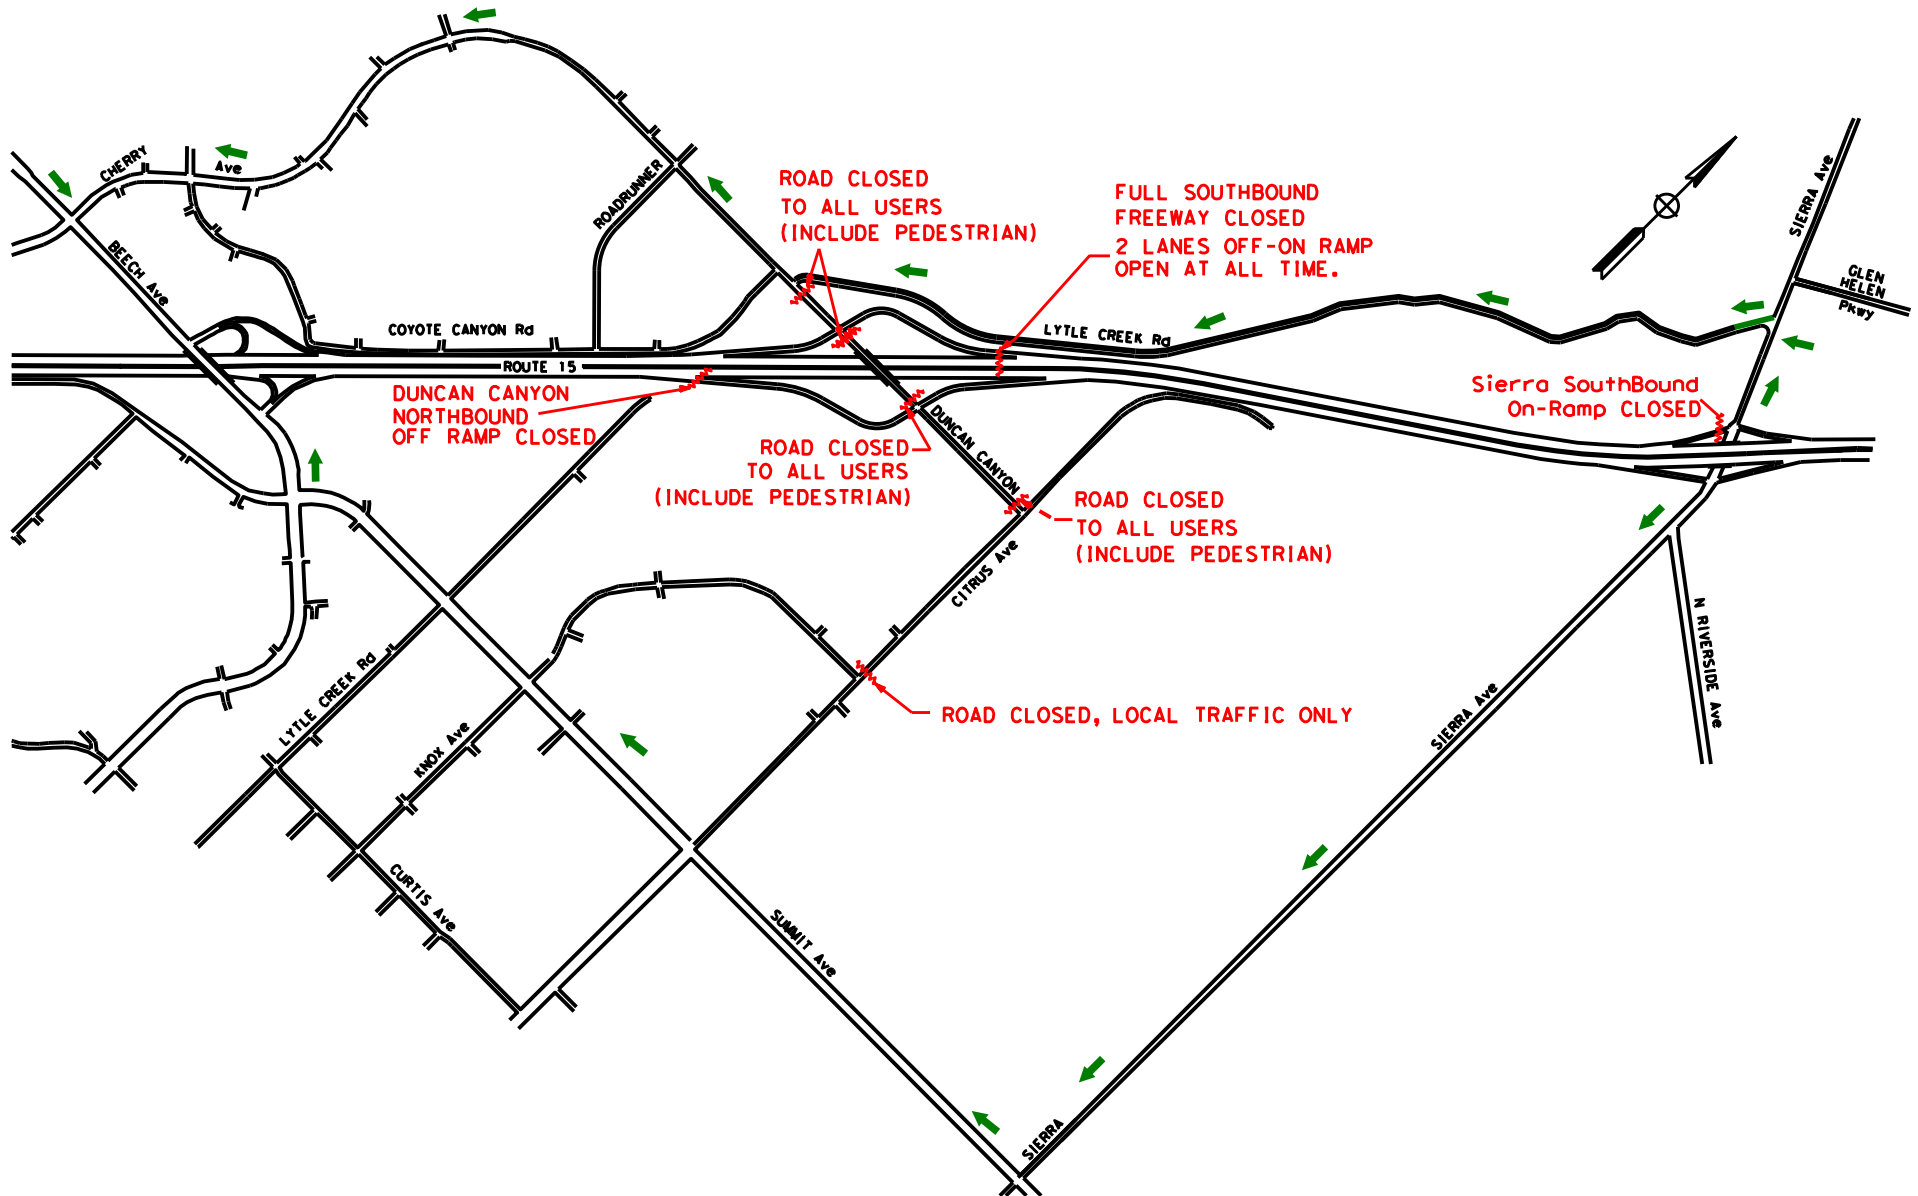 CHERRY
Ave
BEECH Ave
ROADRUNNER
COYOTE CANYON Rd
ROUTE 15
ROAD CLOSED
TO ALL USERS
(INCLUDE PEDESTRIAN)
FULL SOUTHBOUND
FREEWAY CLOSED
2 LANES OFF-ON RAMP
OPEN AT ALL TIME.
LYTLE CREEK Rd
SIERRA Ave
GLEN
HELEN
Pkwy
DUNCAN CANYON
NORTHBOUND
OFF RAMP CLOSED
ROAD CLOSED
TO ALL USERS
(INCLUDE PEDESTRIAN)
DUNCAN CANYON
Sierra SouthBound
On-Ramp CLOSED
ROAD CLOSED
TO ALL USERS
(INCLUDE PEDESTRIAN)
CITRUS Ave
ROAD CLOSED, LOCAL TRAFFIC ONLY
N RIVERSIDE Ave
LYTLE CREEK Rd
KNOX Ave
CURTIS Ave
SUMMIT Ave
SIERRA Ave
SIERRA